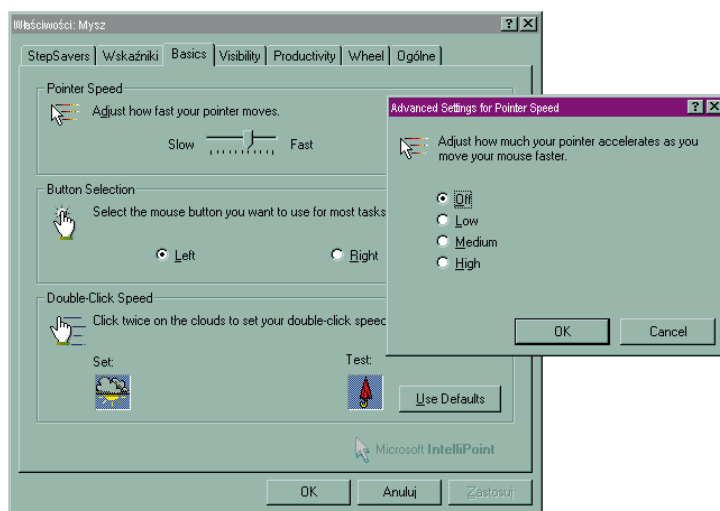 Właściwości: Mysz
StepSavers Wskaźniki Basics Visibility Productivity Wheel Ogólne
Pointer Speed
Adjust how fast your pointer moves.
Slow Fast
Button Selection
Select the mouse button you want to use for most tasks
Left Right
Double-Click Speed
Click twice on the clouds to set your double-click speed
Set: Test:
Use Defaults
Microsoft IntelliPoint
OK Anuluj Zastosuj
Advanced Settings for Pointer Speed
Adjust how much your pointer accelerates as you
move your mouse faster.
Off
Low
Medium
High
OK Cancel